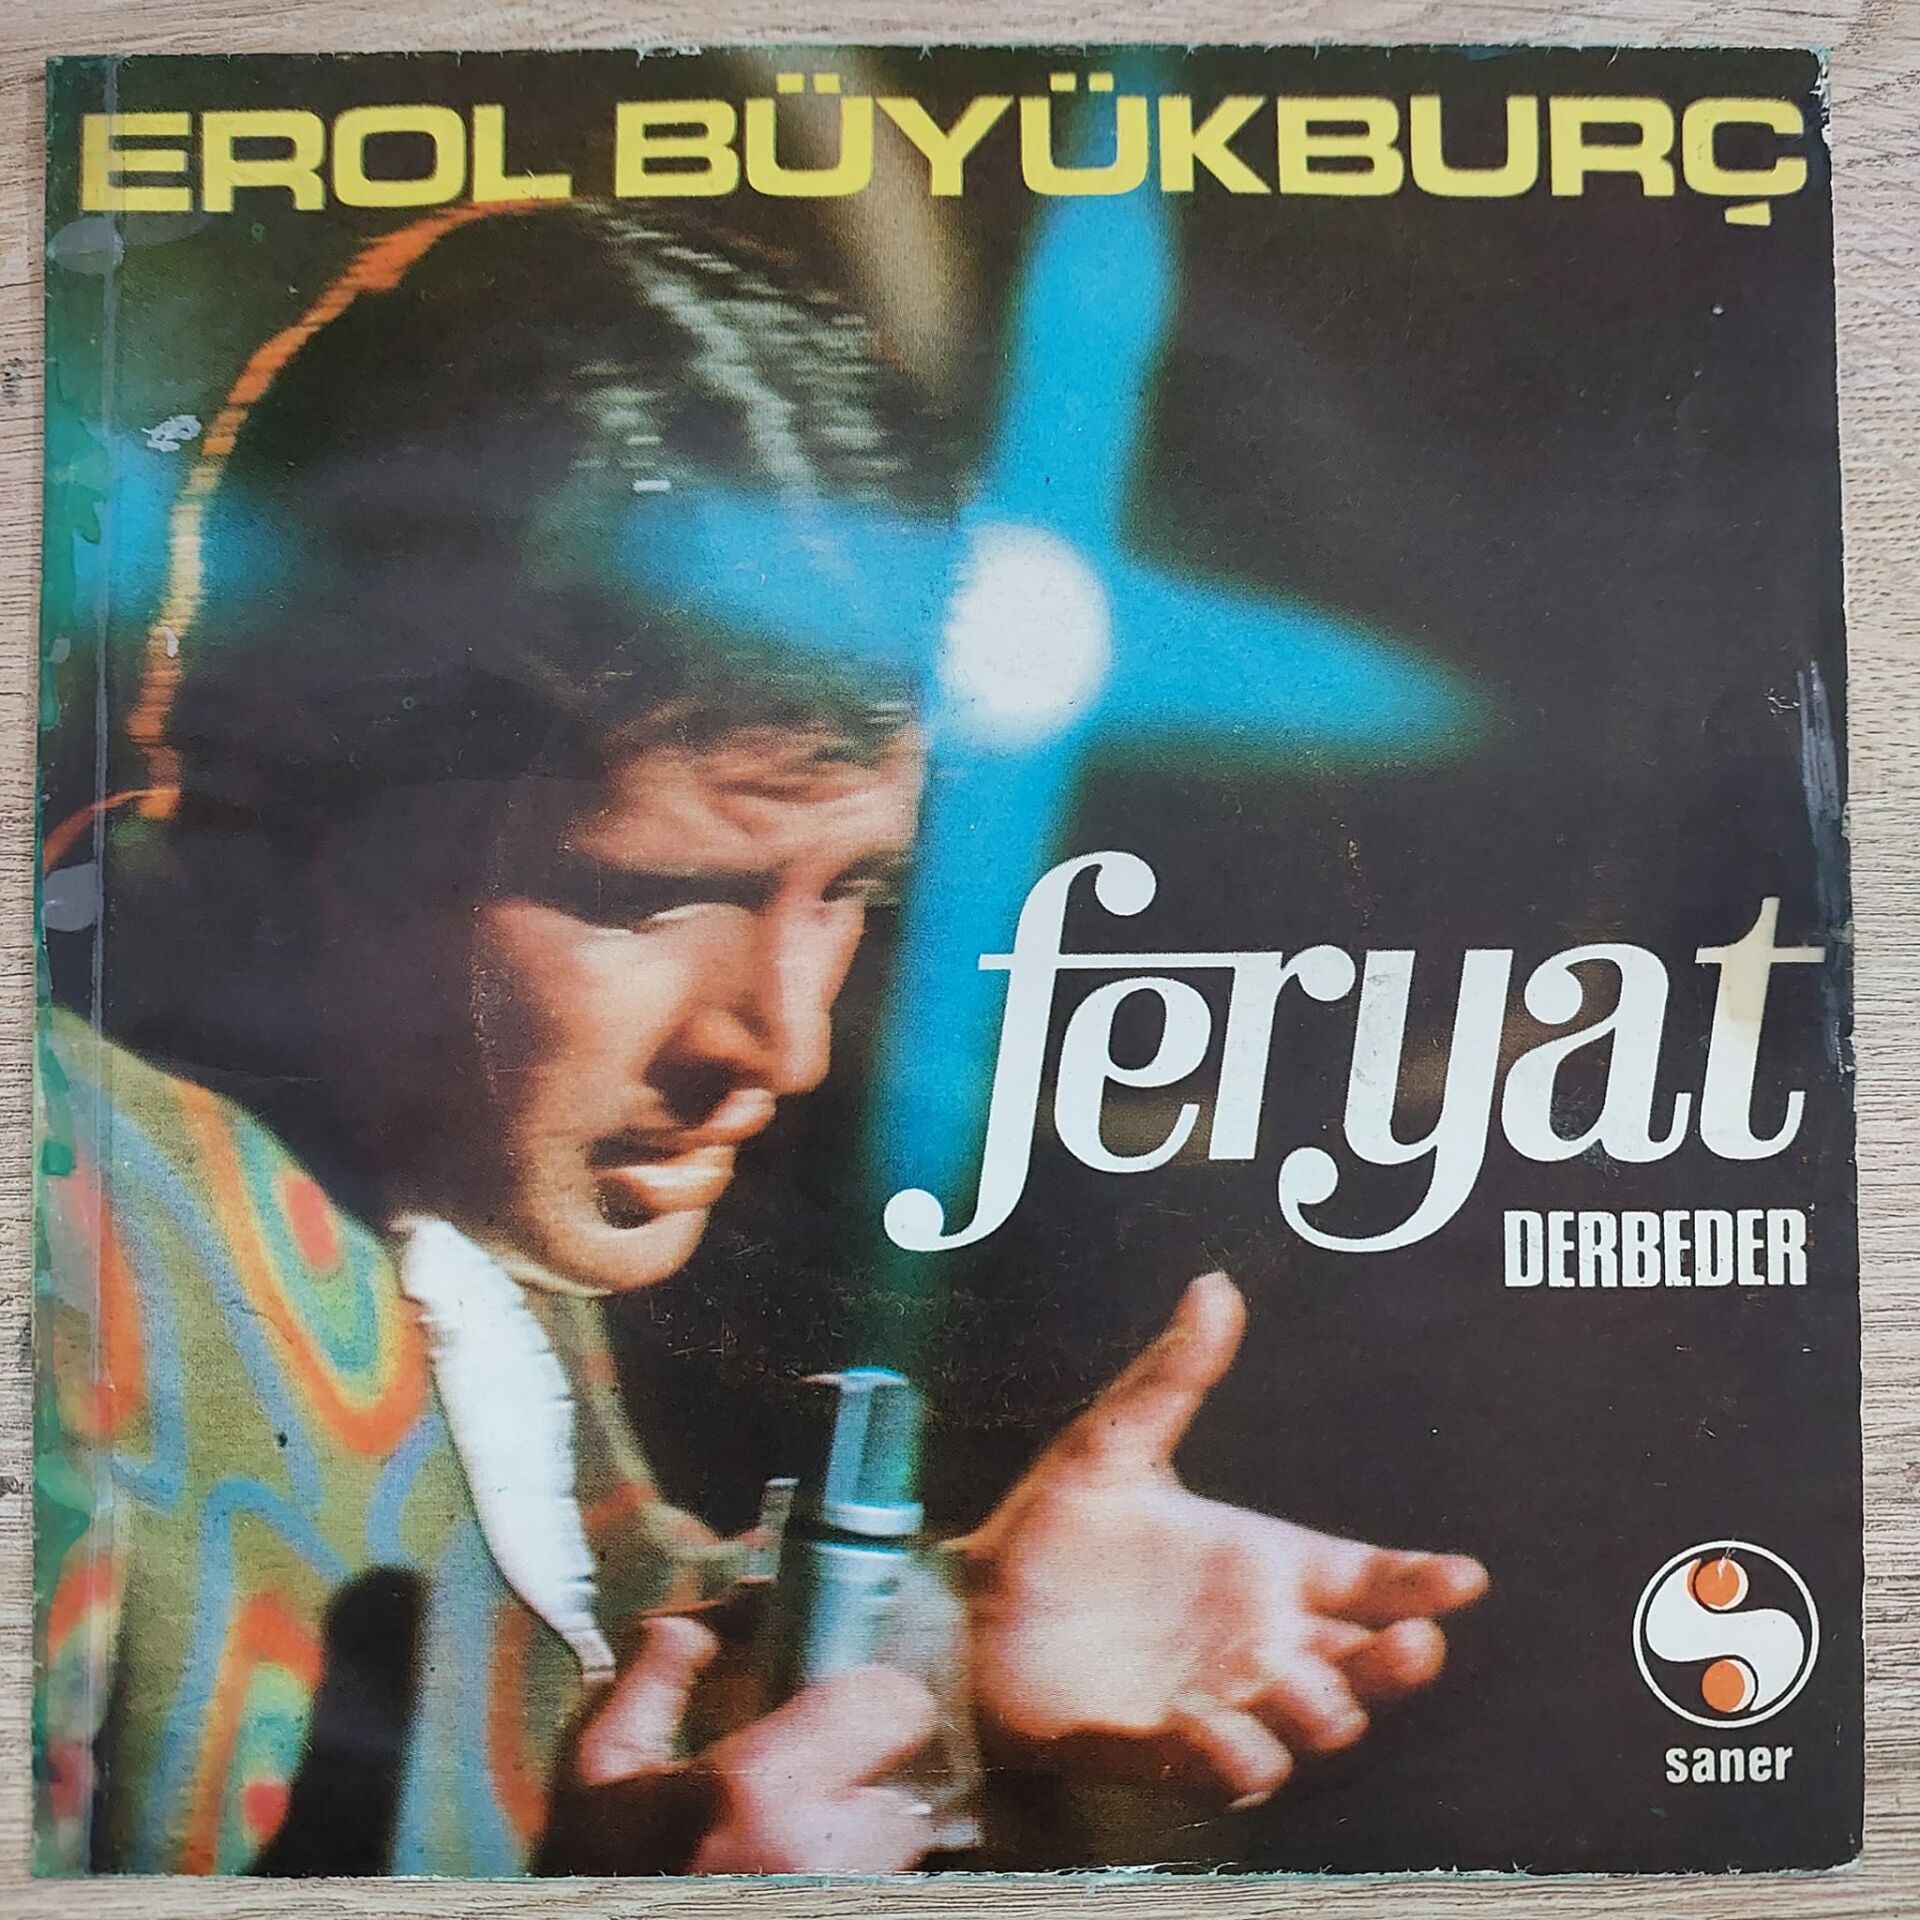 EROL BÜYÜKBURÇ
feryat
DERBEDER
saner